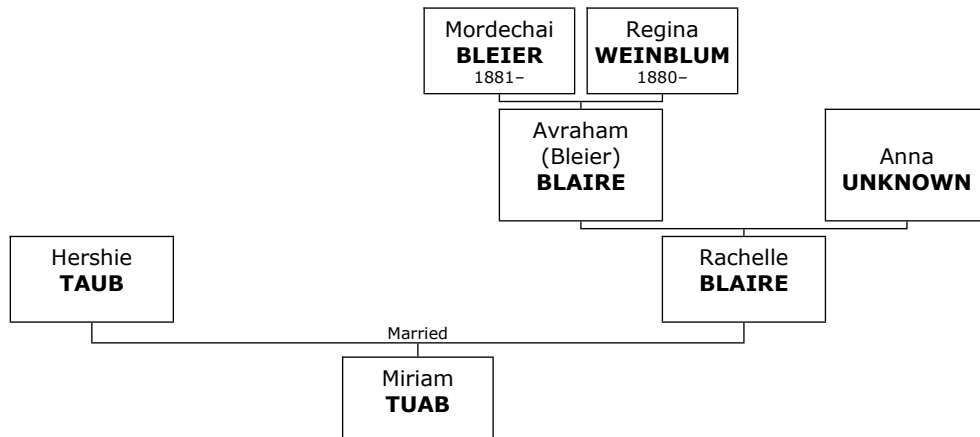 Mordechai
BLEIER
1881–
Regina
WEINBLUM
1880–
Avraham
(Bleier)
BLAIRE
Anna
UNKNOWN
Hershie
TAUB
Rachelle
BLAIRE
Married
Miriam
TUAB